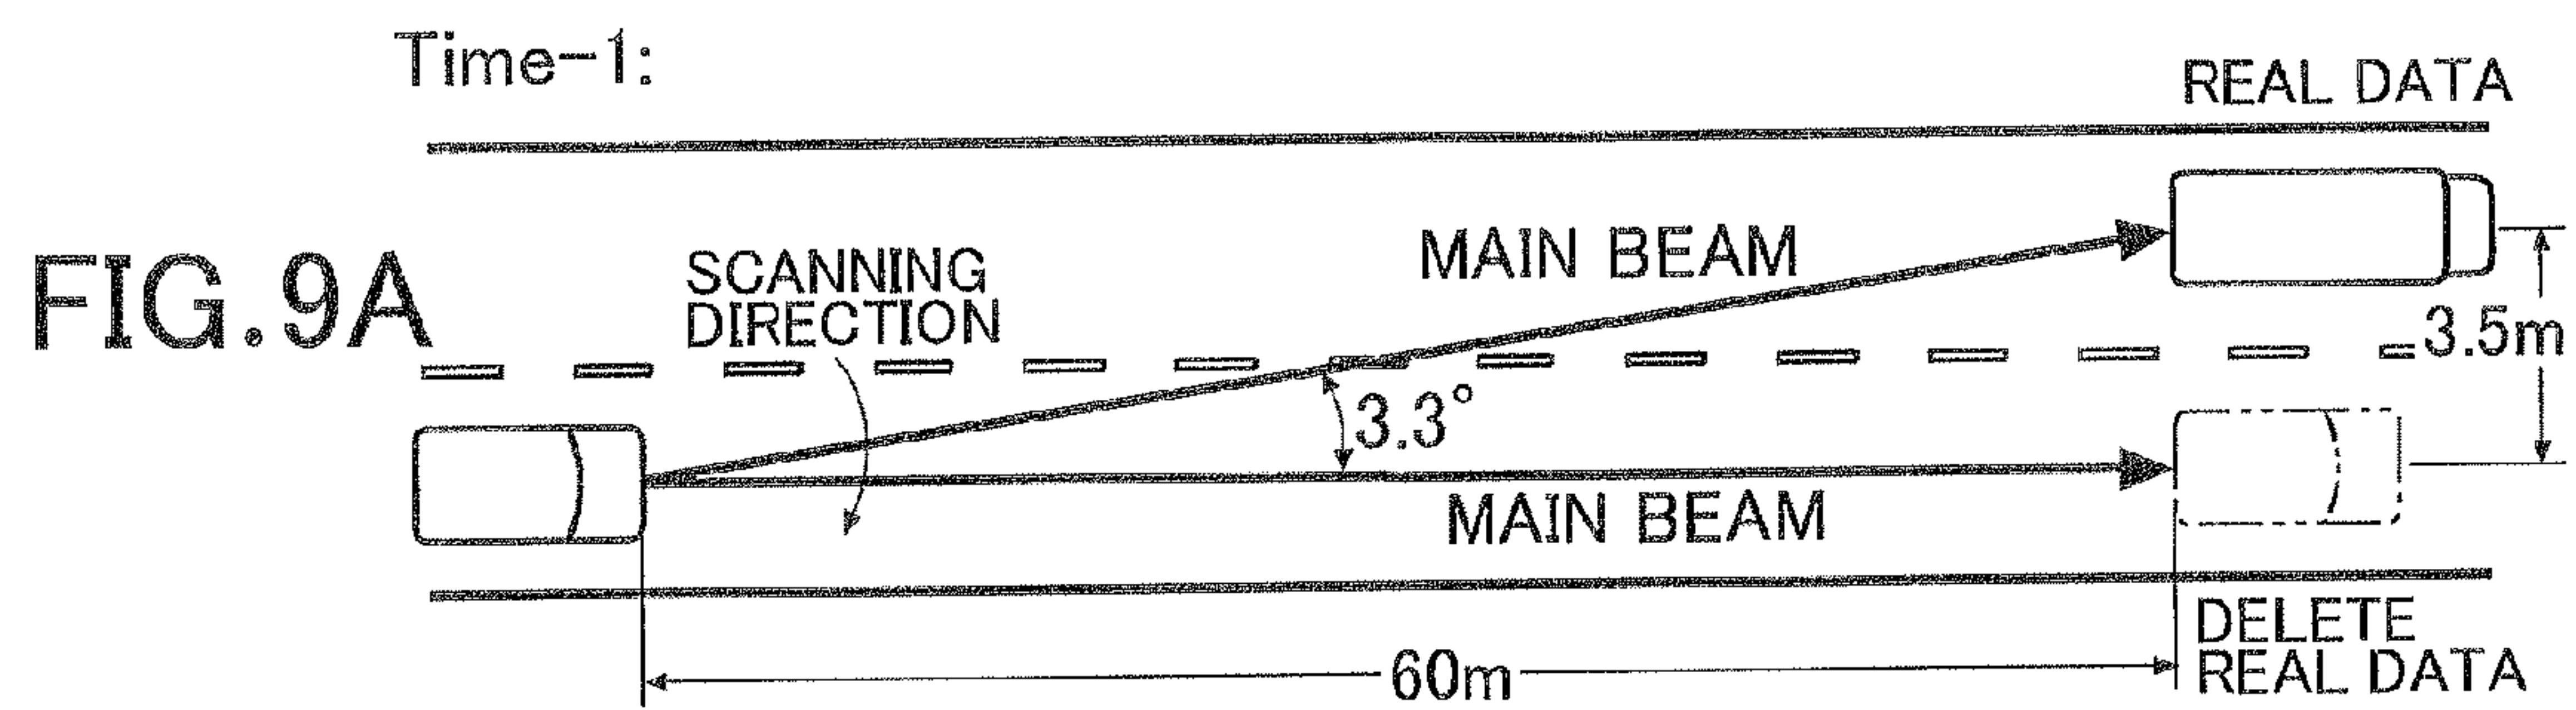 Time-1:
REAL DATA
FIG.9A
SCANNING
DIRECTION
MAIN BEAM
3.5m
3.3°
MAIN BEAM
60m
DELETE
REAL DATA